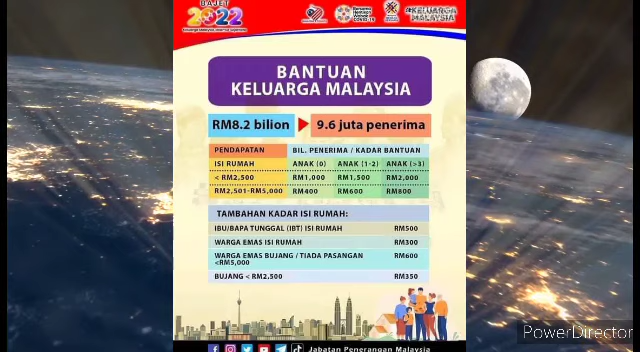 BAJET
2022
#KELUARGA
MALAYSIA
BANTUAN
KELUARGA MALAYSIA
RM8.2 bilion 9.6 juta penerima
PENDAPATAN BIL. PENERIMA / KADAR BANTUAN
ISI RUMAH ANAK (0) ANAK (1-2) ANAK (>3)
< RM2,500 RM1,000 RM1,500 RM2,000
RM2,501-RM5,000 RM400 RM600 RM800
TAMBAHAN KADAR ISI RUMAH:
IBU/BAPA TUNGGAL (IBT) ISI RUMAH RM500
WARGA EMAS ISI RUMAH RM300
WARGA EMAS BUJANG / TIADA PASANGAN RM600
<RM5,000
BUJANG < RM2,500 RM350
Jabatan Penerangan Malaysia
PowerDirector